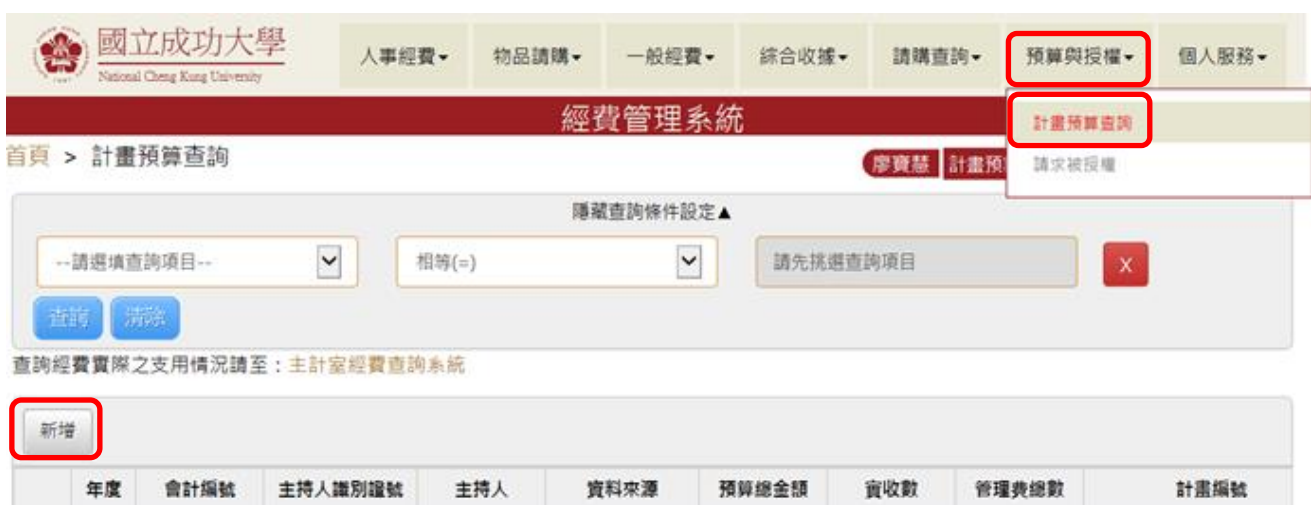 國立成功大學
National Cheng Kung University
人事經費▾ 物品請購▾ 一般經費▾ 綜合收據▾ 請購查詢▾ 預算與授權▾ 個人服務▾
經費管理系統
計畫預算查詢
請求被授權
首頁 > 計畫預算查詢
廖寶慧 計畫預
隱藏查詢條件設定▲
--請選填查詢項目-- 相等(=) 請先挑選查詢項目 X
查詢 清除
查詢經費實際之支用情況請至：主計室經費查詢系統
新增
年度 會計編號 主持人識別證號 主持人 資料來源 預算總金額 實收數 管理費總數 計畫編號